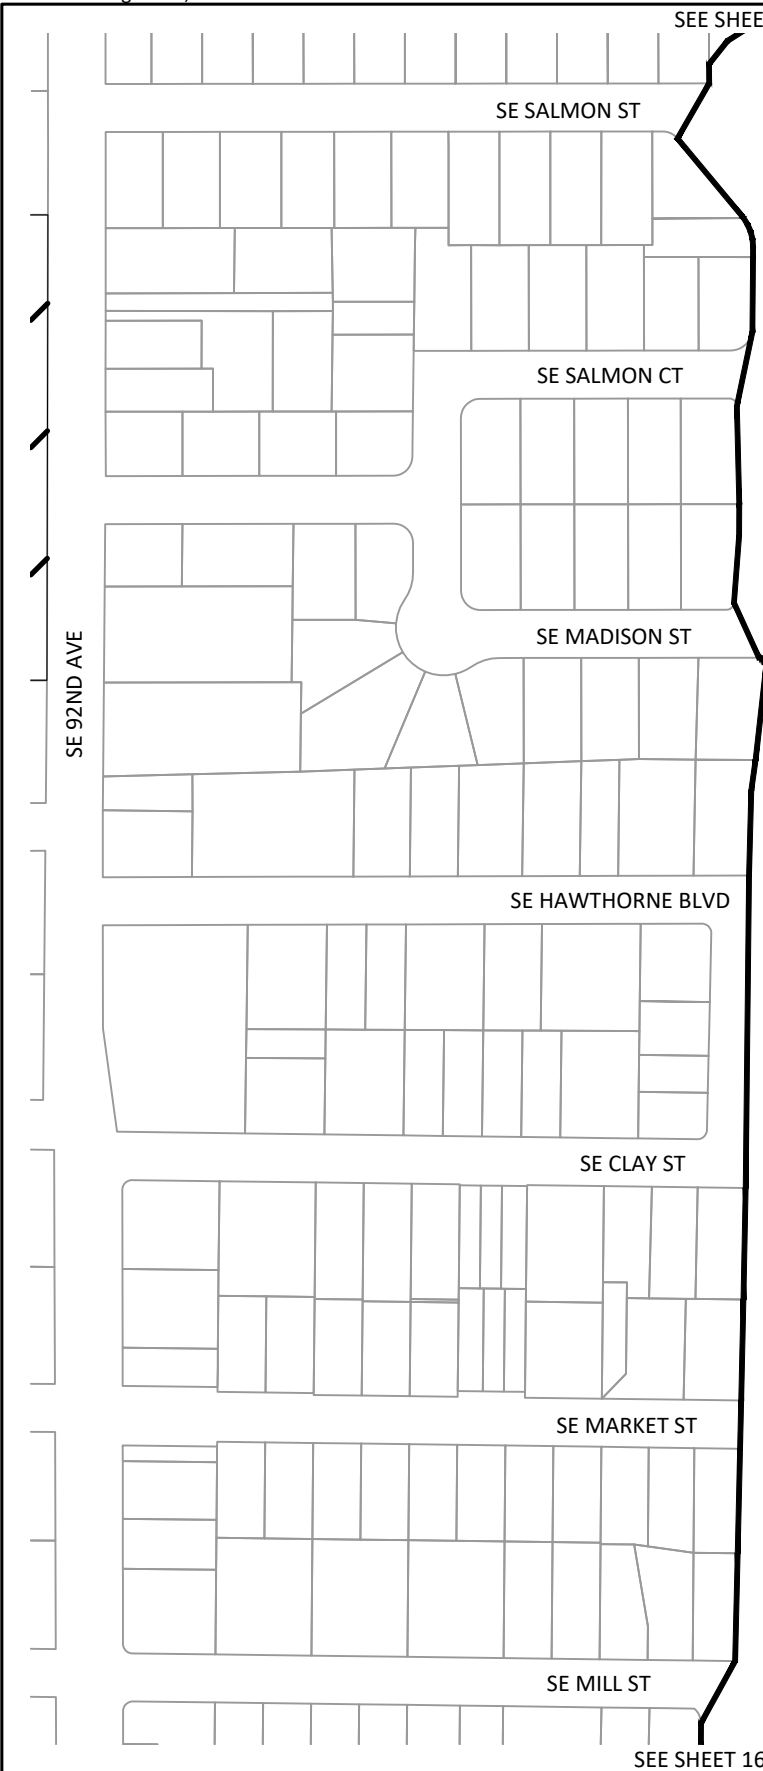 SEE SHEE
SE SALMON ST
SE SALMON CT
SE MADISON ST
SE 92ND AVE
SE HAWTHORNE BLVD
SE CLAY ST
SE MARKET ST
SE MILL ST
SEE SHEET 16